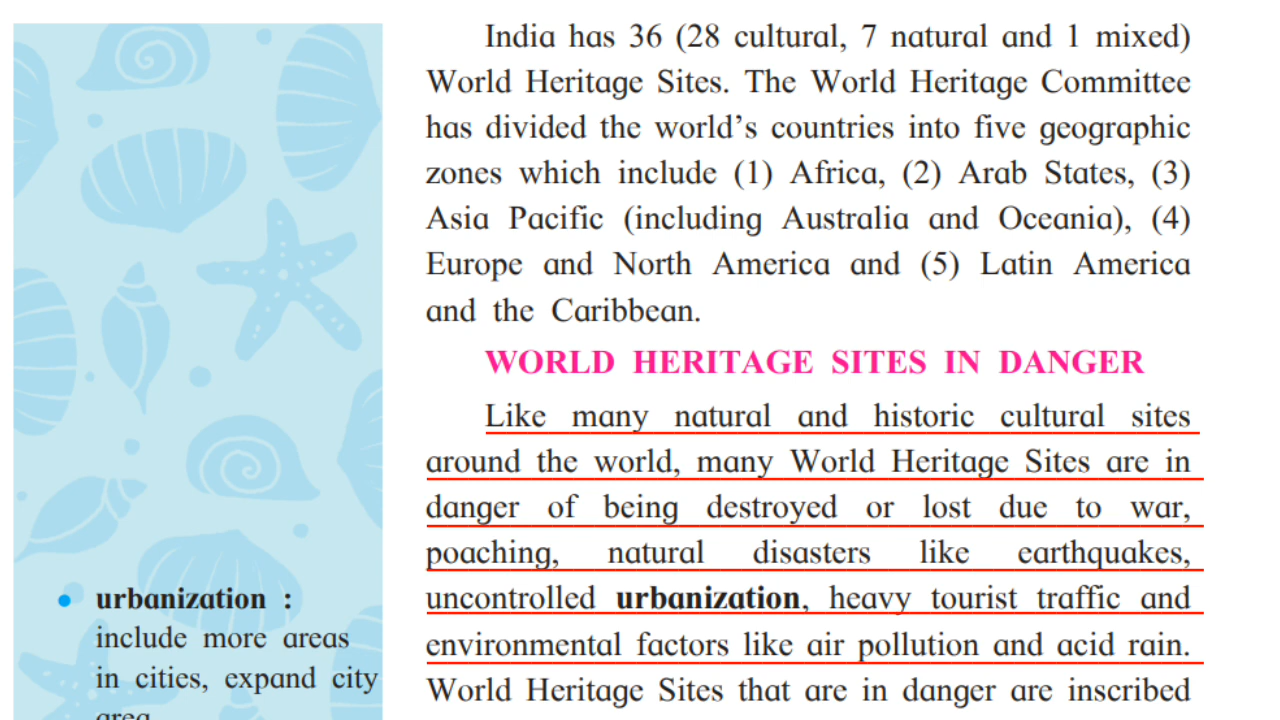 India has 36 (28 cultural, 7 natural and 1 mixed)
World Heritage Sites. The World Heritage Committee
has divided the world’s countries into five geographic
zones which include (1) Africa, (2) Arab States, (3)
Asia Pacific (including Australia and Oceania), (4)
Europe and North America and (5) Latin America
and the Caribbean.
WORLD HERITAGE SITES IN DANGER
Like many natural and historic cultural sites
around the world, many World Heritage Sites are in
danger of being destroyed or lost due to war,
poaching, natural disasters like earthquakes,
uncontrolled urbanization, heavy tourist traffic and
environmental factors like air pollution and acid rain.
World Heritage Sites that are in danger are inscribed
• urbanization :
include more areas
in cities, expand city
area